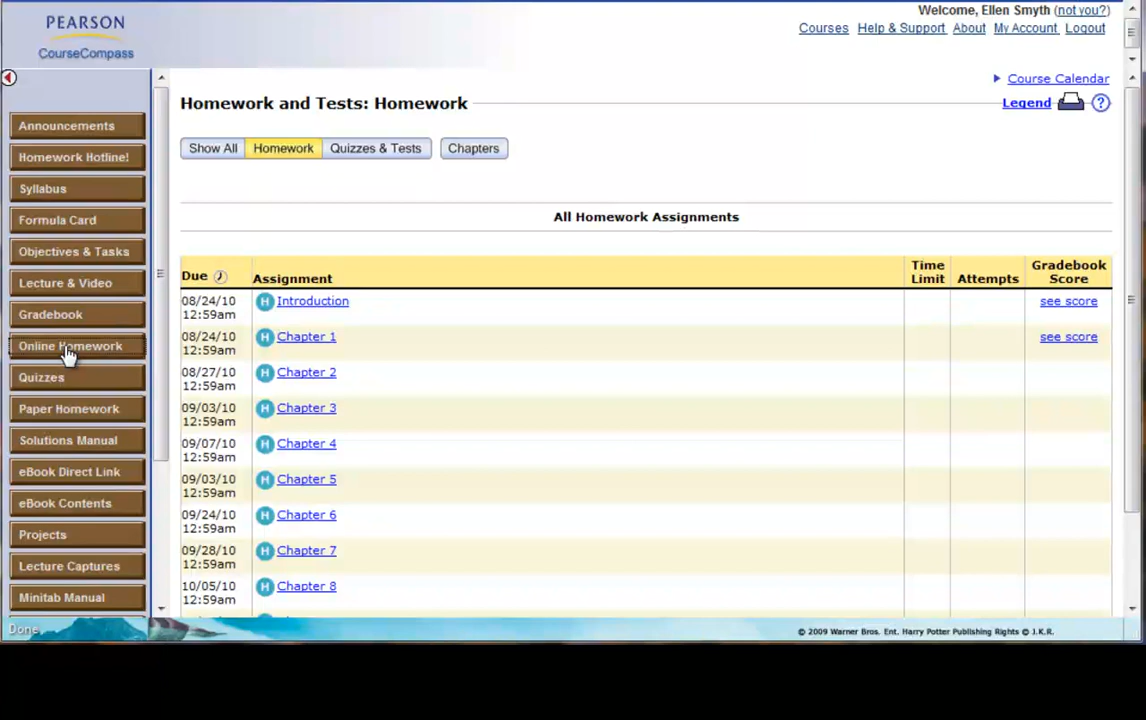 PEARSON
CourseCompass
Welcome, Ellen Smyth (not you?)
Courses Help & Support About My Account Logout
Course Calendar
Legend ?
Homework and Tests: Homework
Show All Homework Quizzes & Tests Chapters
All Homework Assignments
Due Assignment Time Limit Attempts Gradebook Score
08/24/10 12:59am H Introduction see score
08/24/10 12:59am H Chapter 1 see score
08/27/10 12:59am H Chapter 2
09/03/10 12:59am H Chapter 3
09/07/10 12:59am H Chapter 4
09/03/10 12:59am H Chapter 5
09/24/10 12:59am H Chapter 6
09/28/10 12:59am H Chapter 7
10/05/10 12:59am H Chapter 8
Announcements
Homework Hotline!
Syllabus
Formula Card
Objectives & Tasks
Lecture & Video
Gradebook
Online Homework
Quizzes
Paper Homework
Solutions Manual
eBook Direct Link
eBook Contents
Projects
Lecture Captures
Minitab Manual
Done
© 2009 Warner Bros. Ent. Harry Potter Publishing Rights © J.K.R.